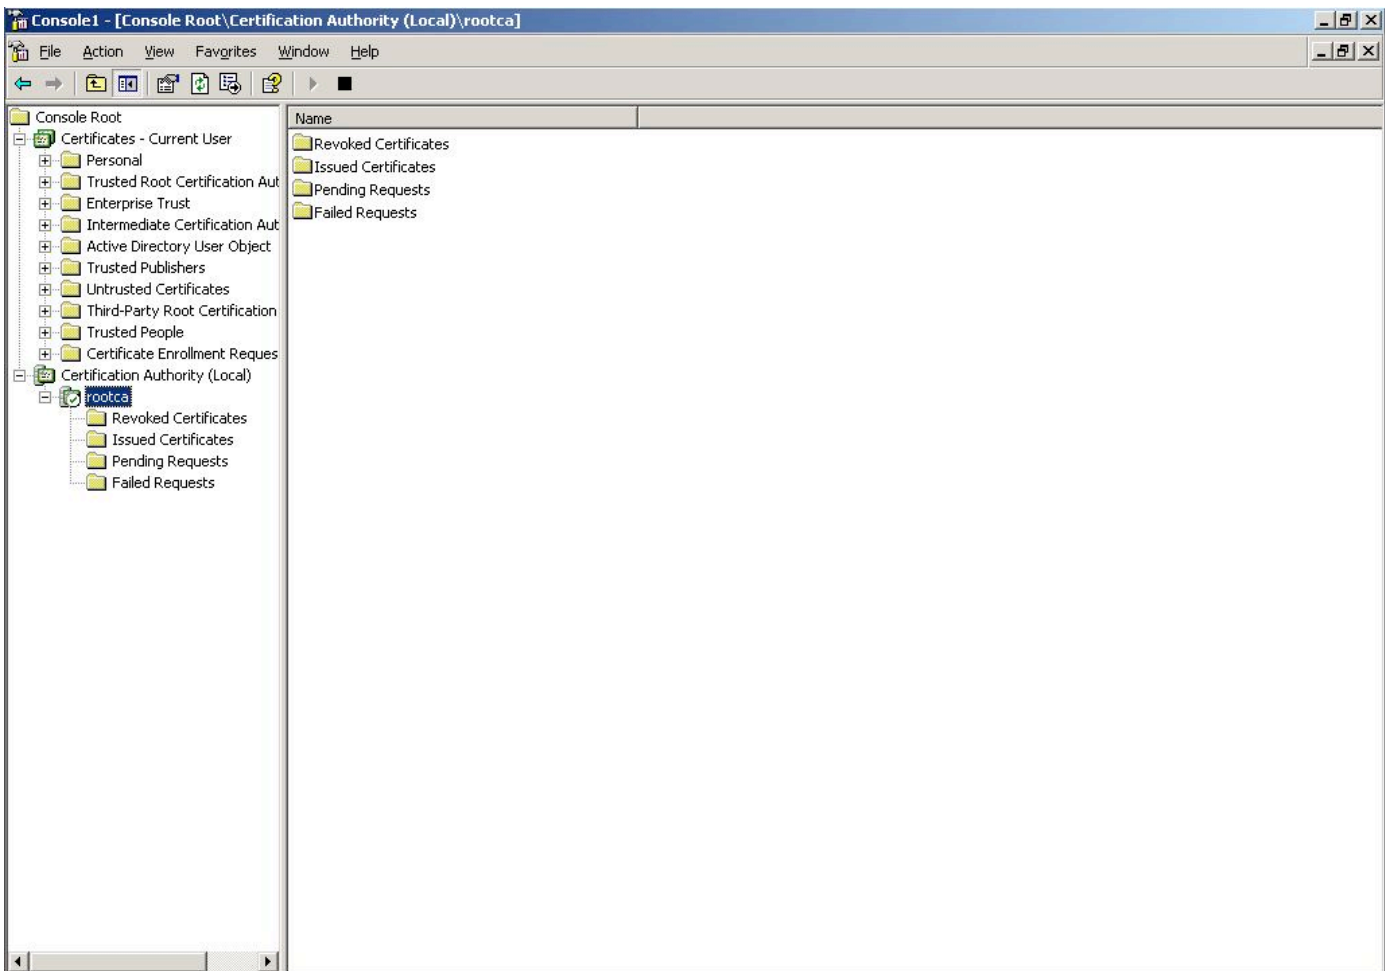 Console1 - [Console Root\Certification Authority (Local)\rootca]
File Action View Favorites Window Help
Console Root
Certificates - Current User
Personal
Trusted Root Certification Aut
Enterprise Trust
Intermediate Certification Aut
Active Directory User Object
Trusted Publishers
Untrusted Certificates
Third-Party Root Certification
Trusted People
Certificate Enrollment Reques
Certification Authority (Local)
rootca
Revoked Certificates
Issued Certificates
Pending Requests
Failed Requests
Name
Revoked Certificates
Issued Certificates
Pending Requests
Failed Requests